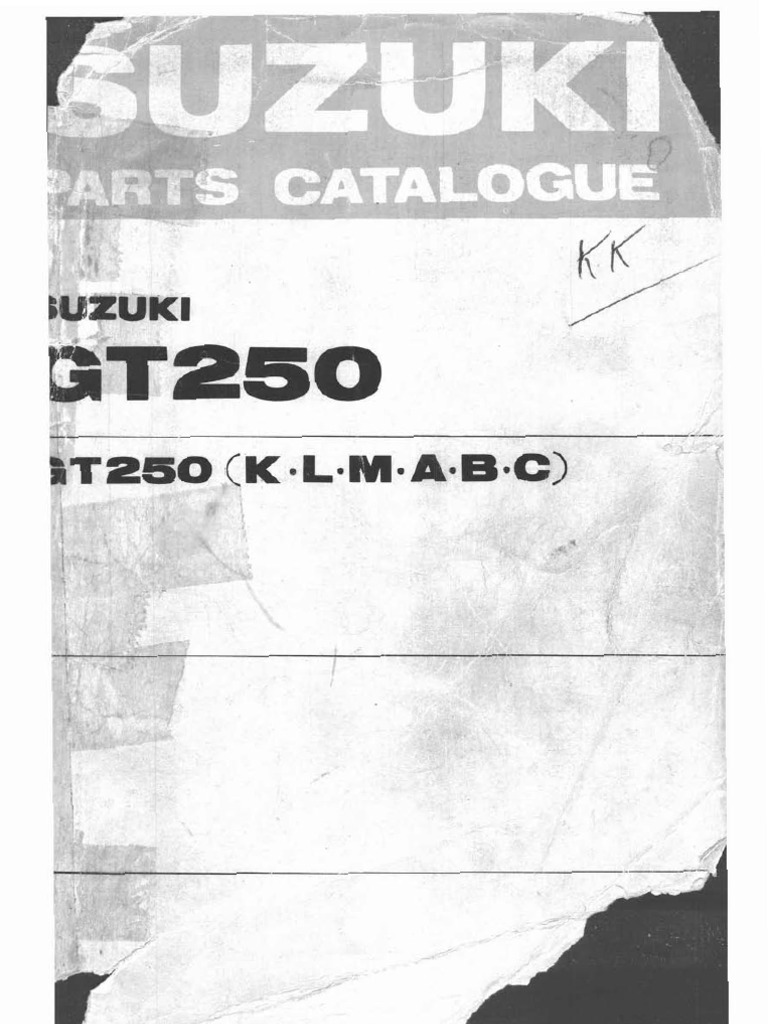 SUZUKI
PARTS CATALOGUE
K.K
SUZUKI
GT250
GT250 (K·L·M·A·B·C)